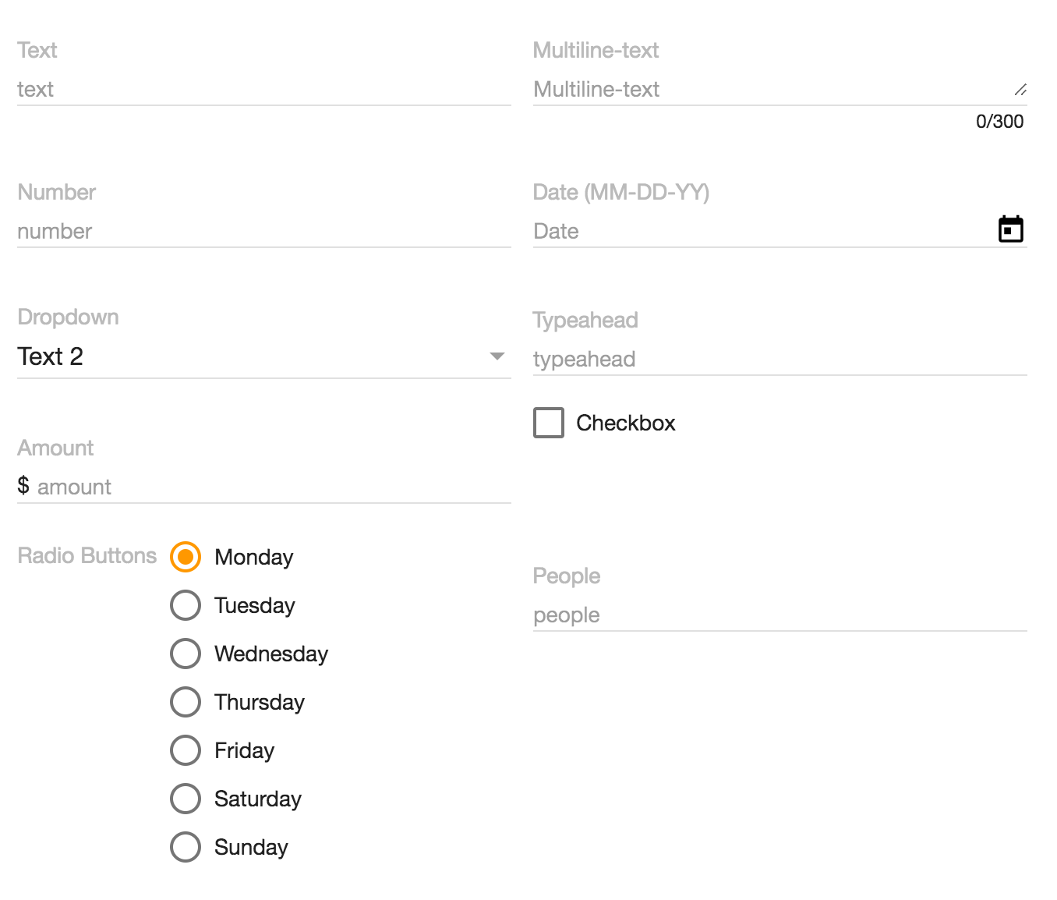 Text
text
Multiline-text
Multiline-text
0/300
Number
number
Date (MM-DD-YY)
Date
Dropdown
Text 2
Typeahead
typeahead
Checkbox
Amount
$ amount
Radio Buttons
Monday
Tuesday
Wednesday
Thursday
Friday
Saturday
Sunday
People
people